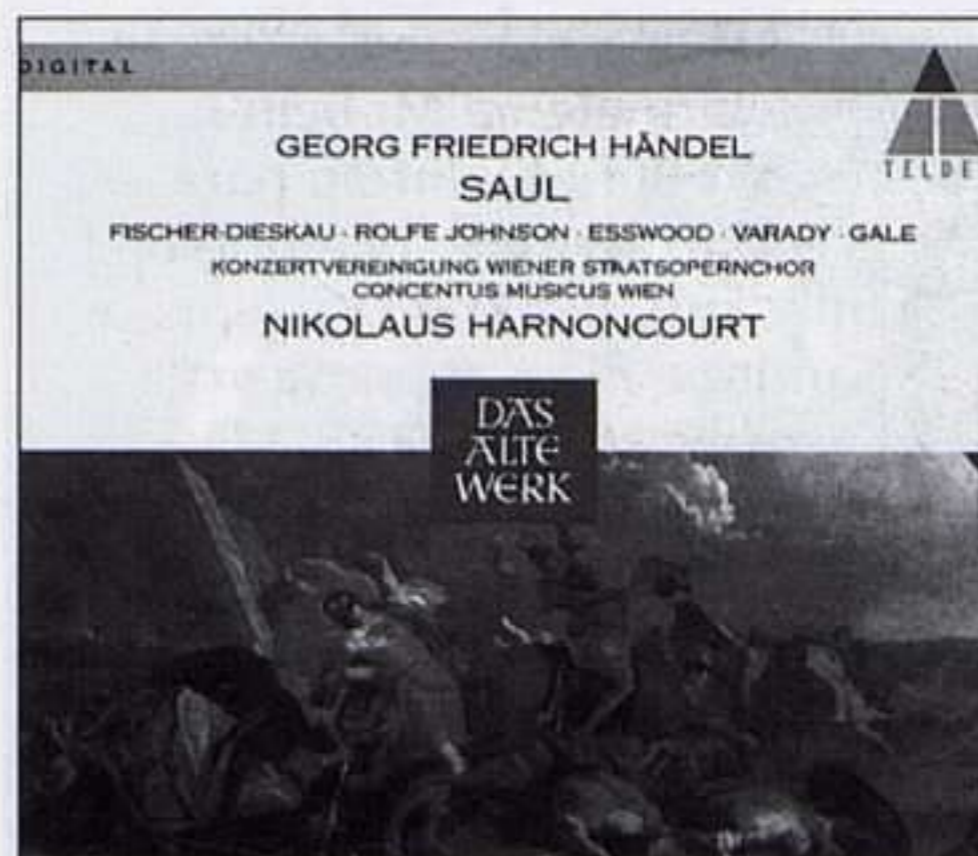 DIGITAL
TELDE
GEORG FRIEDRICH HÄNDEL
SAUL
FISCHER-DIESKAU · ROLFE JOHNSON · ESSWOOD · VARADY · GALE
KONZERTVEREINIGUNG WIENER STAATSOPERNCHOR
CONCENTUS MUSICUS WIEN
NIKOLAUS HARNONCOURT
DAS
ALTE
WERK